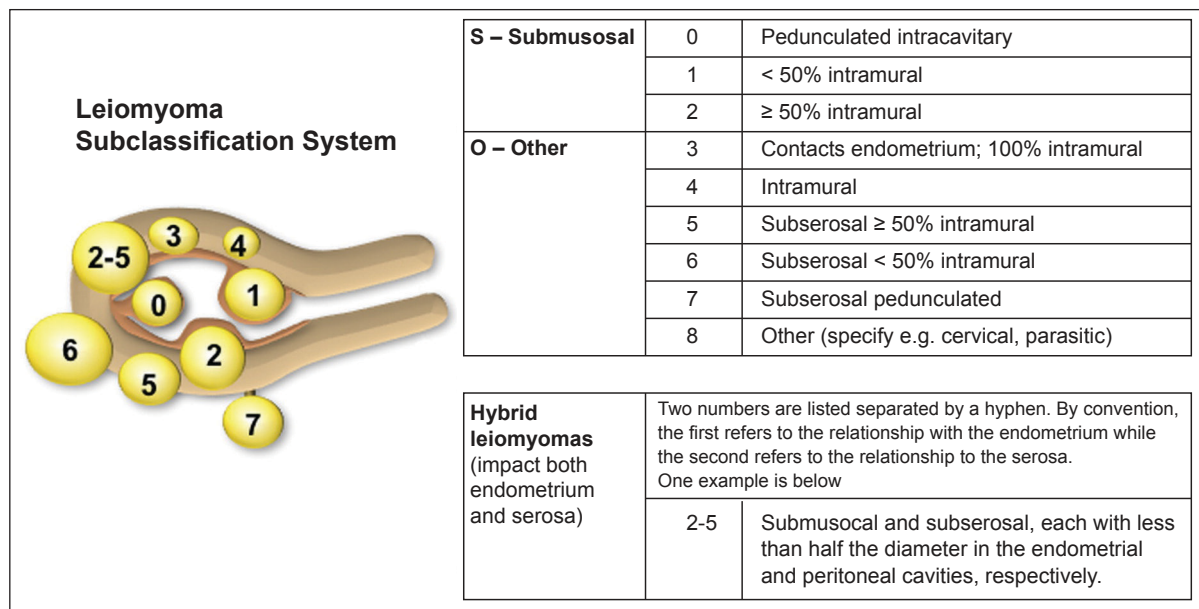 Leiomyoma
Subclassification System
2-5
3
4
0
1
6
5
2
7
S – Submusosal
0
Pedunculated intracavitary
1
< 50% intramural
2
≥ 50% intramural
O – Other
3
Contacts endometrium; 100% intramural
4
Intramural
5
Subserosal ≥ 50% intramural
6
Subserosal < 50% intramural
7
Subserosal pedunculated
8
Other (specify e.g. cervical, parasitic)
Hybrid
leiomyomas
(impact both
endometrium
and serosa)
Two numbers are listed separated by a hyphen. By convention,
the first refers to the relationship with the endometrium while
the second refers to the relationship to the serosa.
One example is below
2-5
Submusocal and subserosal, each with less
than half the diameter in the endometrial
and peritoneal cavities, respectively.